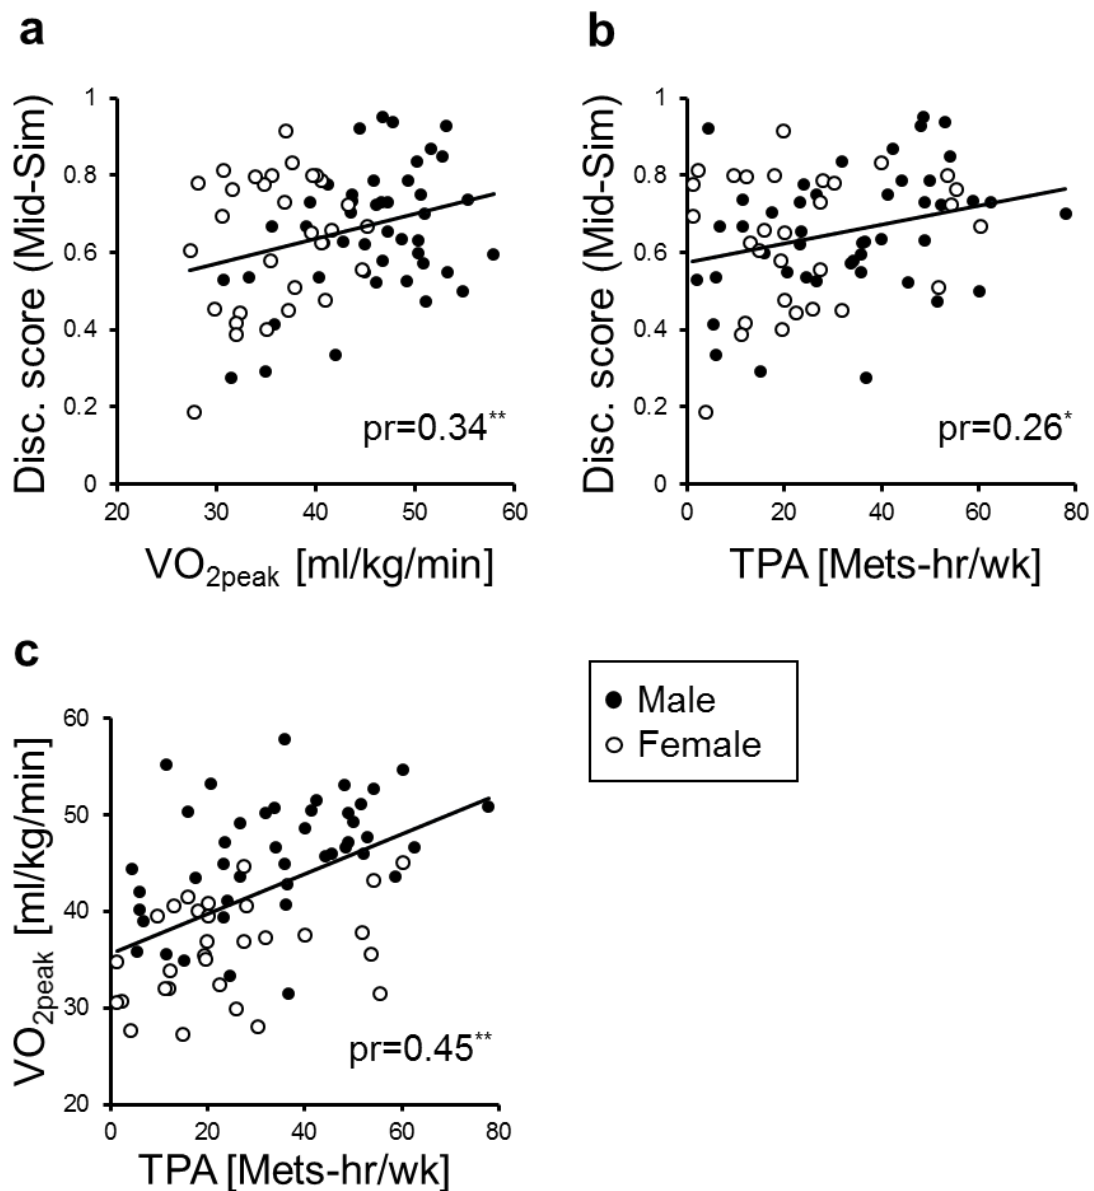 a
Disc. score (Mid-Sim)
1
0.8
0.6
0.4
0.2
0
20
30
40
50
60
pr=0.34**
VO2peak [ml/kg/min]
b
Disc. score (Mid-Sim)
1
0.8
0.6
0.4
0.2
0
0
20
40
60
80
pr=0.26*
TPA [Mets-hr/wk]
c
VO2peak [ml/kg/min]
60
50
40
30
20
0
20
40
60
80
pr=0.45**
TPA [Mets-hr/wk]
Male
Female